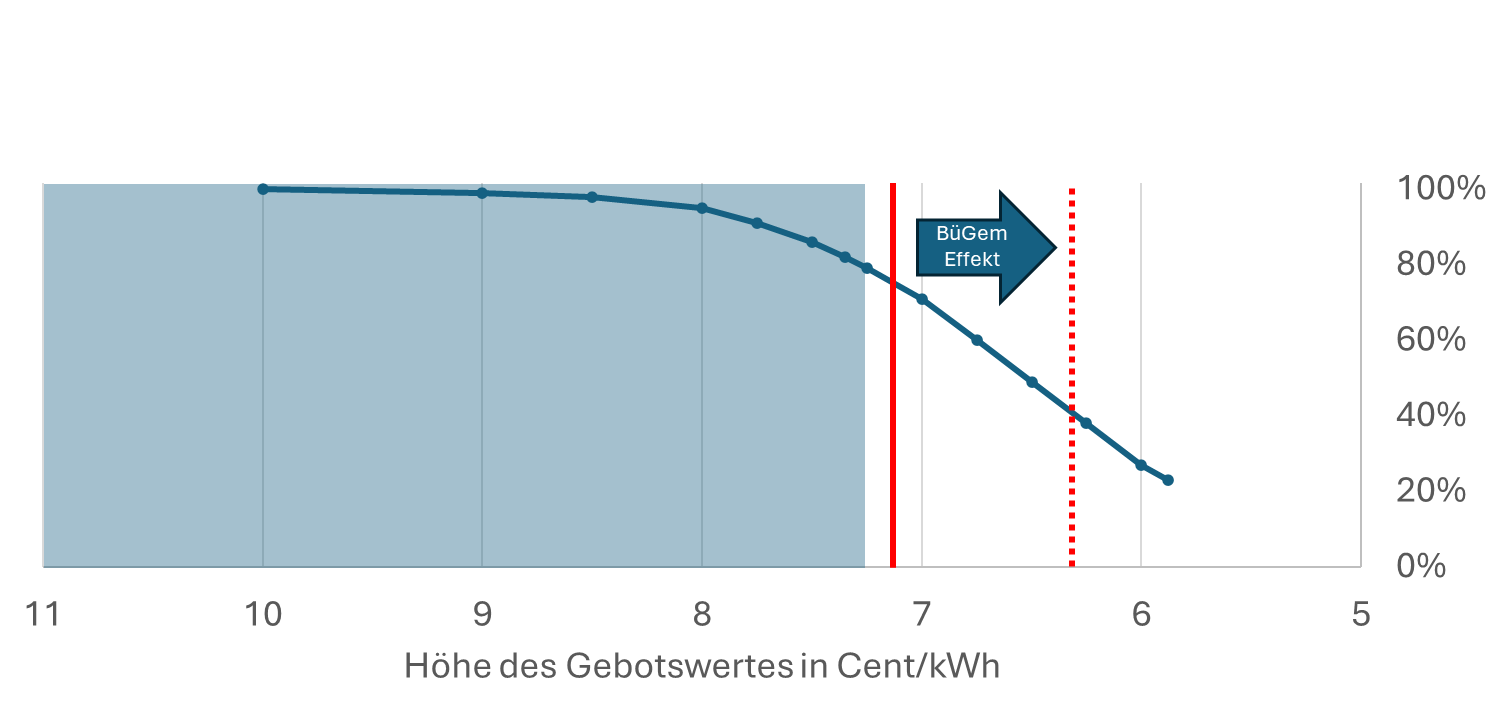 100%
BüGem
Effekt
80%
60%
40%
20%
0%
11 10 9 8 7 6 5
Höhe des Gebotswertes in Cent/kWh